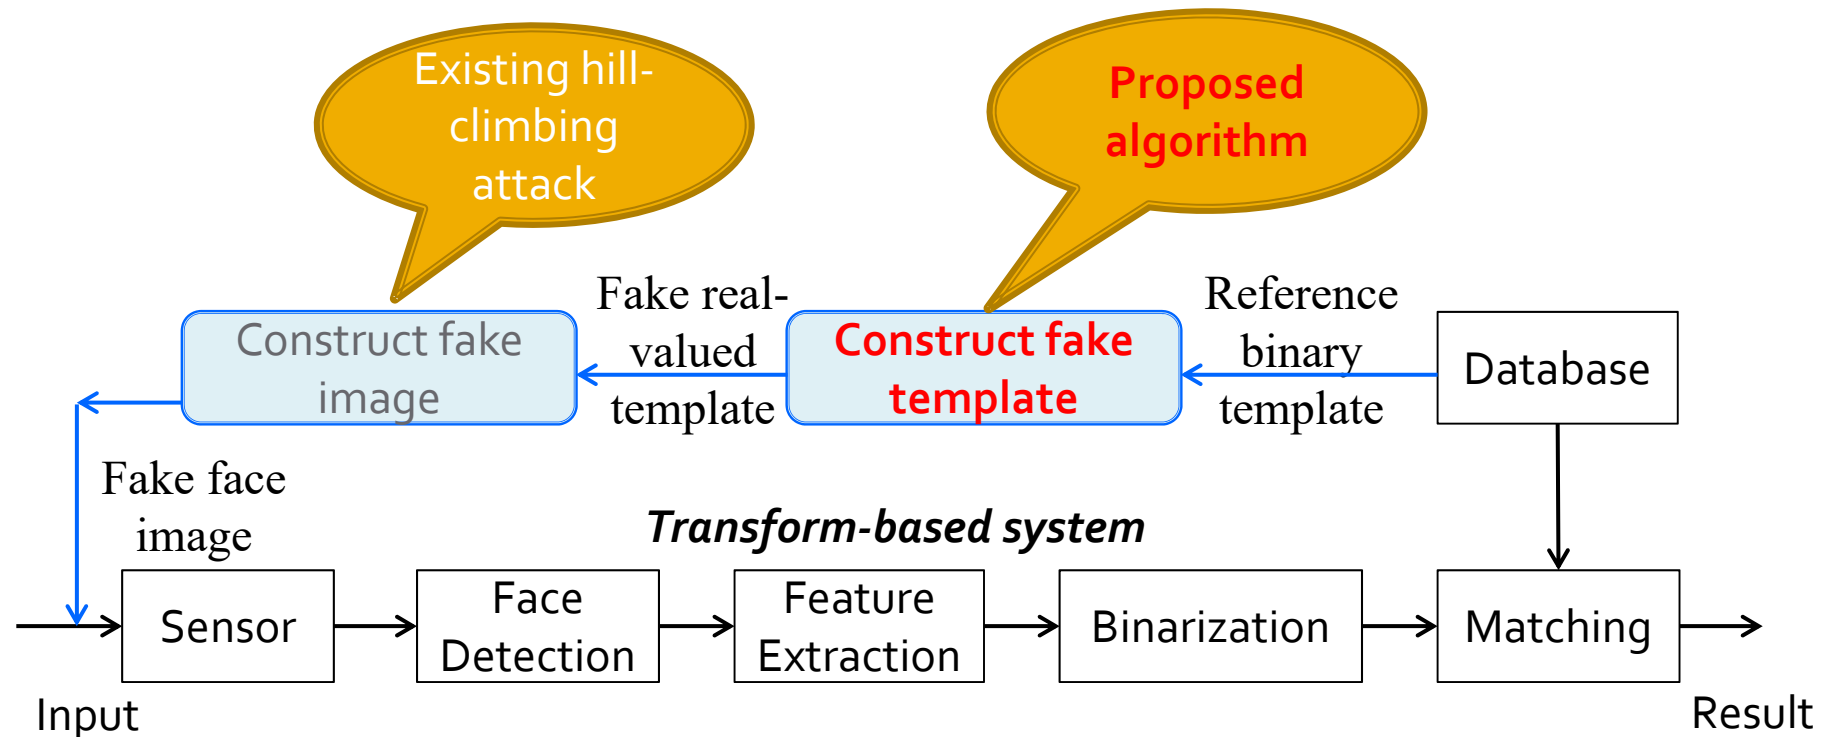 Existing hill-
climbing
attack
Proposed
algorithm
Fake real-
valued
template
Reference
binary
template
Construct fake
image
Construct fake
template
Database
Fake face
image
Transform-based system
Sensor
Face
Detection
Feature
Extraction
Binarization
Matching
Input
Result